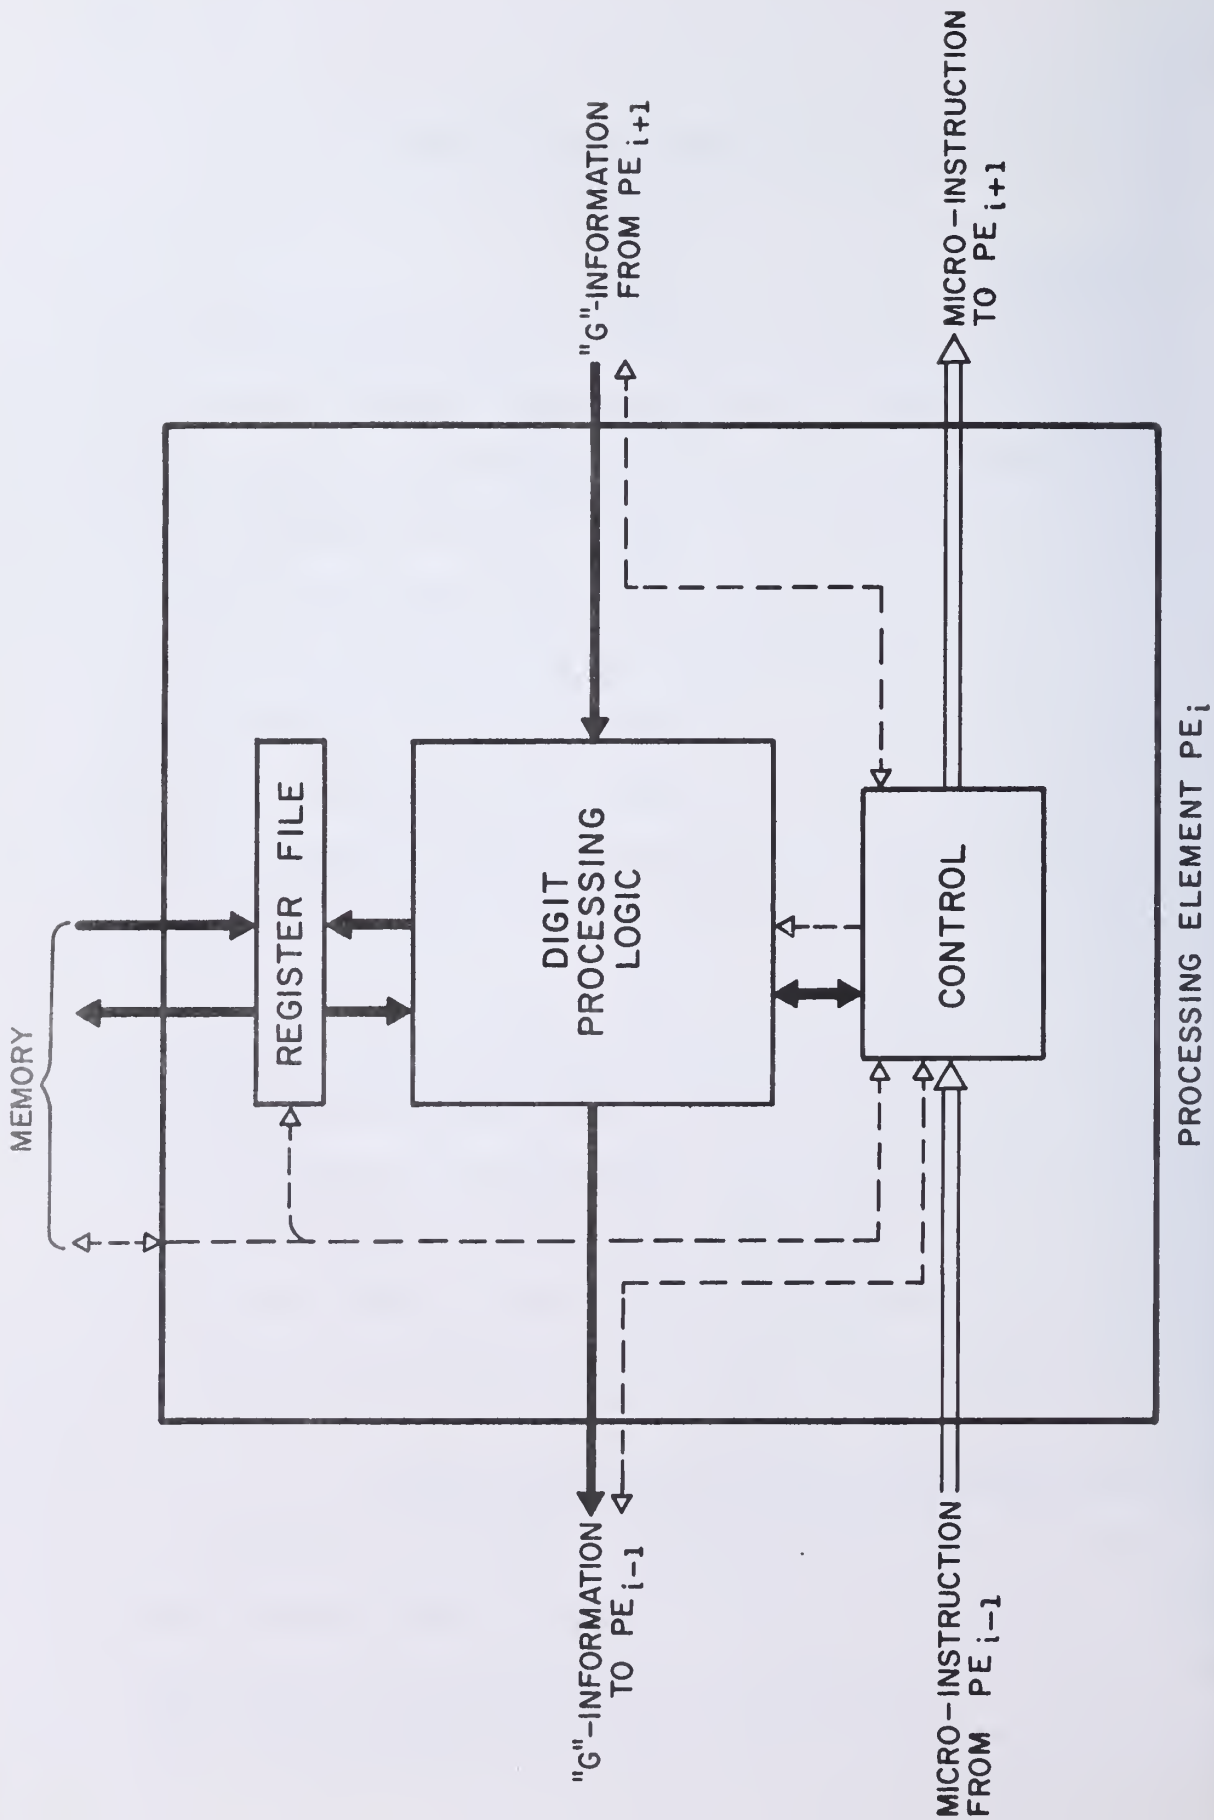 MEMORY
REGISTER FILE
DIGIT
PROCESSING
LOGIC
CONTROL
"G"-INFORMATION
TO PE i-1
"G"-INFORMATION
FROM PE i+1
MICRO-INSTRUCTION
FROM PE i-1
MICRO-INSTRUCTION
TO PE i+1
PROCESSING ELEMENT PE i